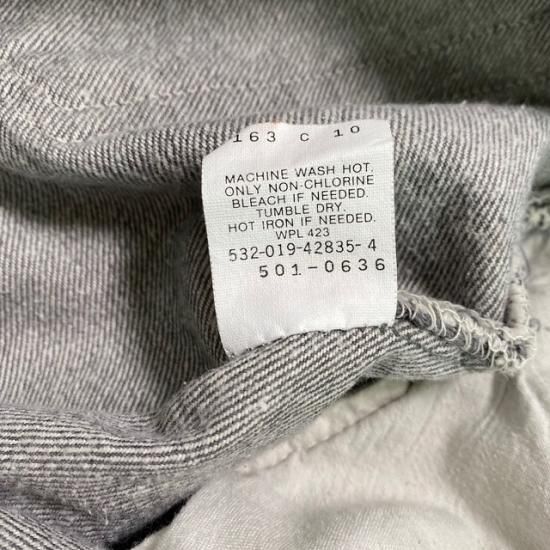 163 C 10
MACHINE WASH HOT.
ONLY NON-CHLORINE
BLEACH IF NEEDED.
TUMBLE DRY.
HOT IRON IF NEEDED.
WPL 423
532-019-42835-4
501-0636